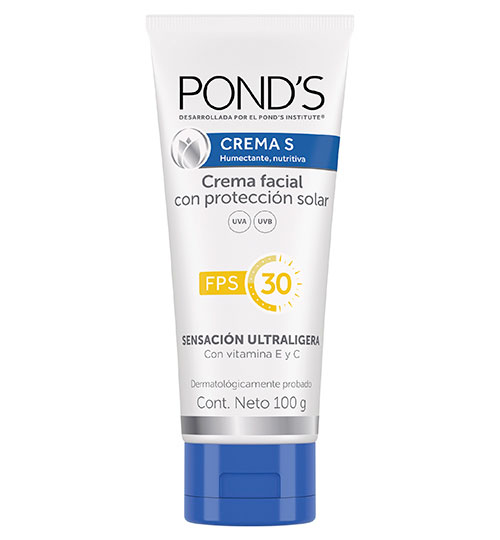 POND'S
DESARROLLADA POR EL POND'S INSTITUTE®
CREMA S
Humectante, nutritiva
Crema facial
con protección solar
UVA UVB
FPS 30
SENSACIÓN ULTRALIGERA
Con vitamina E y C
Dermatológicamente probado
Cont. Neto 100 g